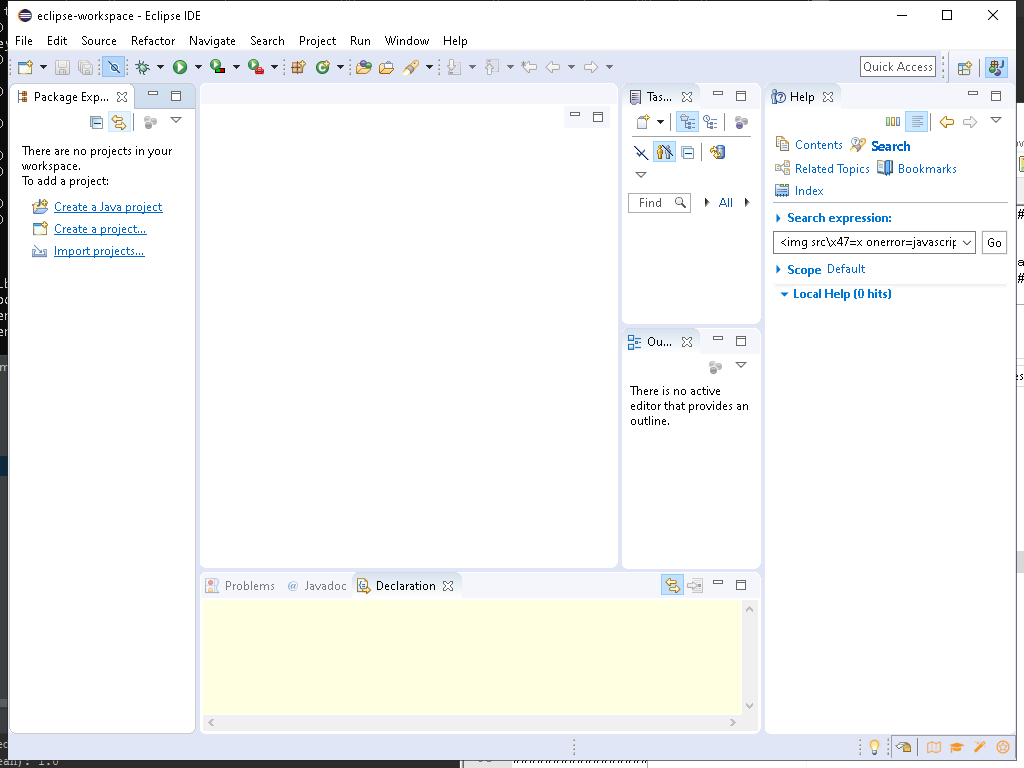 eclipse-workspace - Eclipse IDE
File Edit Source Refactor Navigate Search Project Run Window Help
Quick Access
Package Exp...
There are no projects in your
workspace.
To add a project:
Create a Java project
Create a project...
Import projects...
Tas...
Find
All
Ou...
There is no active
editor that provides an
outline.
Help
Contents Search
Related Topics Bookmarks
Index
Search expression:
<img src\x47=x onerror=javascrip
Go
Scope Default
Local Help (0 hits)
Problems @ Javadoc Declaration